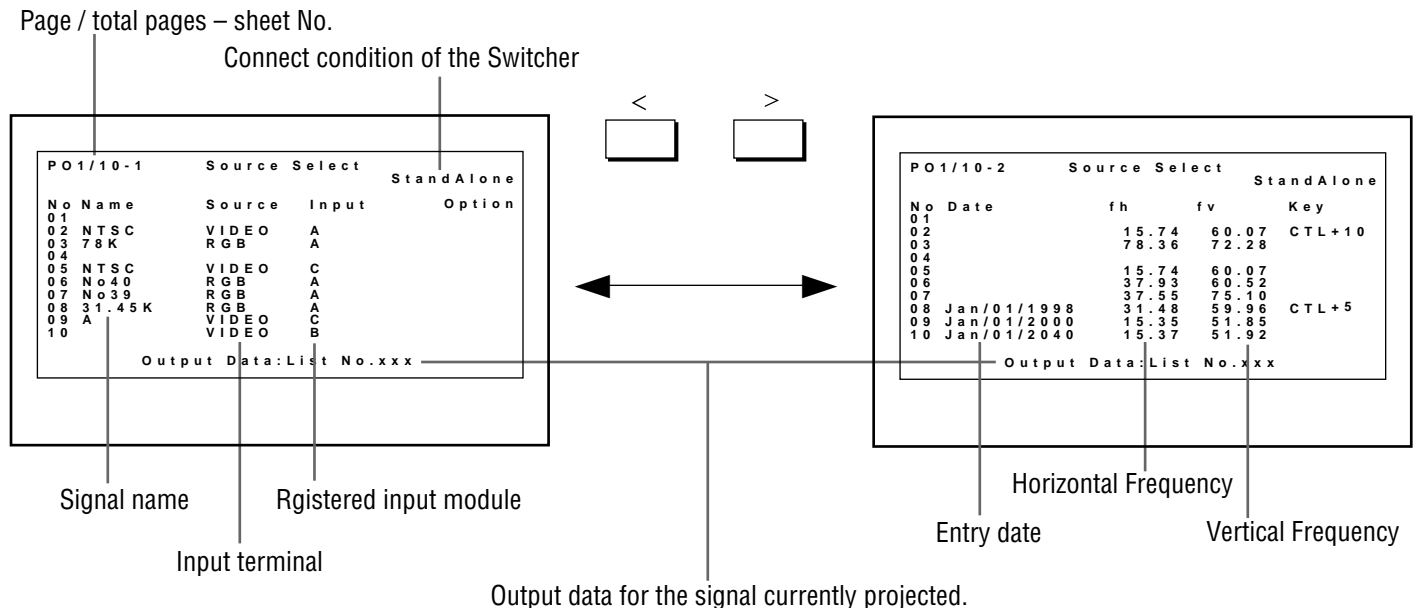 Page / total pages – sheet No.
Connect condition of the Switcher
< >
PO1/10-1 Source Select
StandAlone
No Name Source Input Option
01
02 NTSC VIDEO A
03 78K RGB A
04
05 NTSC VIDEO C
06 No40 RGB A
07 No39 RGB A
08 31.45K RGB A
09 A VIDEO C
10 VIDEO B
Output Data:List No.xxx
PO1/10-2 Source Select
StandAlone
No Date fh fv Key
01
02 15.74 60.07 CTL+10
03 78.36 72.28
04
05 15.74 60.07
06 37.93 60.52
07 37.55 75.10
08 Jan/01/1998 31.48 59.96 CTL+5
09 Jan/01/2000 15.35 51.85
10 Jan/01/2040 15.37 51.92
Output Data:List No.xxx
Signal name
Rgistered input module
Input terminal
Horizontal Frequency
Entry date
Vertical Frequency
Output data for the signal currently projected.